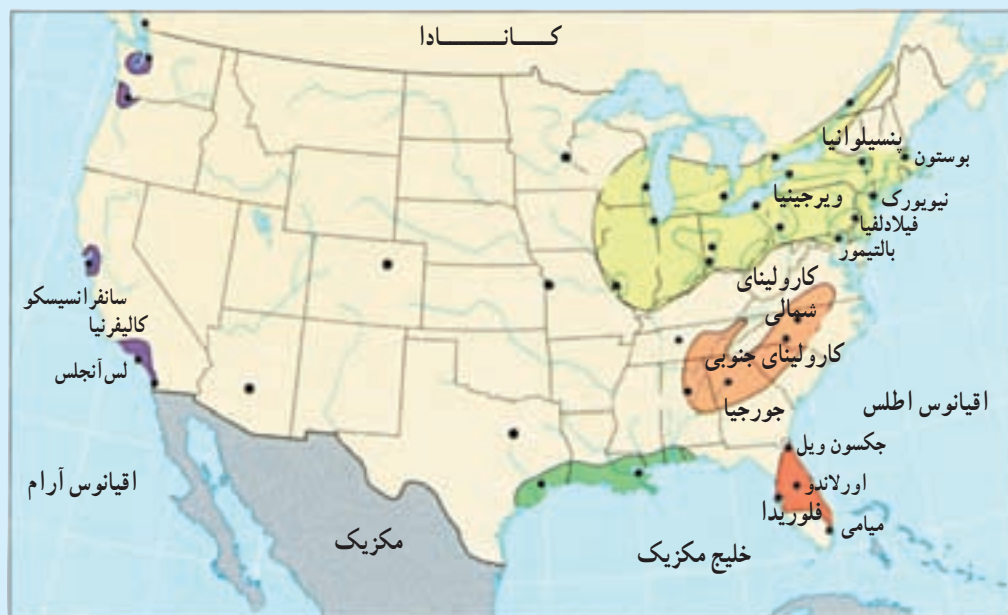 کـــانـــــادا
پنسیلوانیا
بوستون
ویرجینیا
نیویورک
فیلادلفیا
بالتیمور
کارولینای
شمالی
سانفرانسیسکو
کالیفرنیا
کارولینای جنوبی
لس‌آنجلس
جورجیا
اقیانوس اطلس
جکسون ویل
اقیانوس آرام
اورلاندو
فلوریدا
میامی
مکزیک
خلیج مکزیک